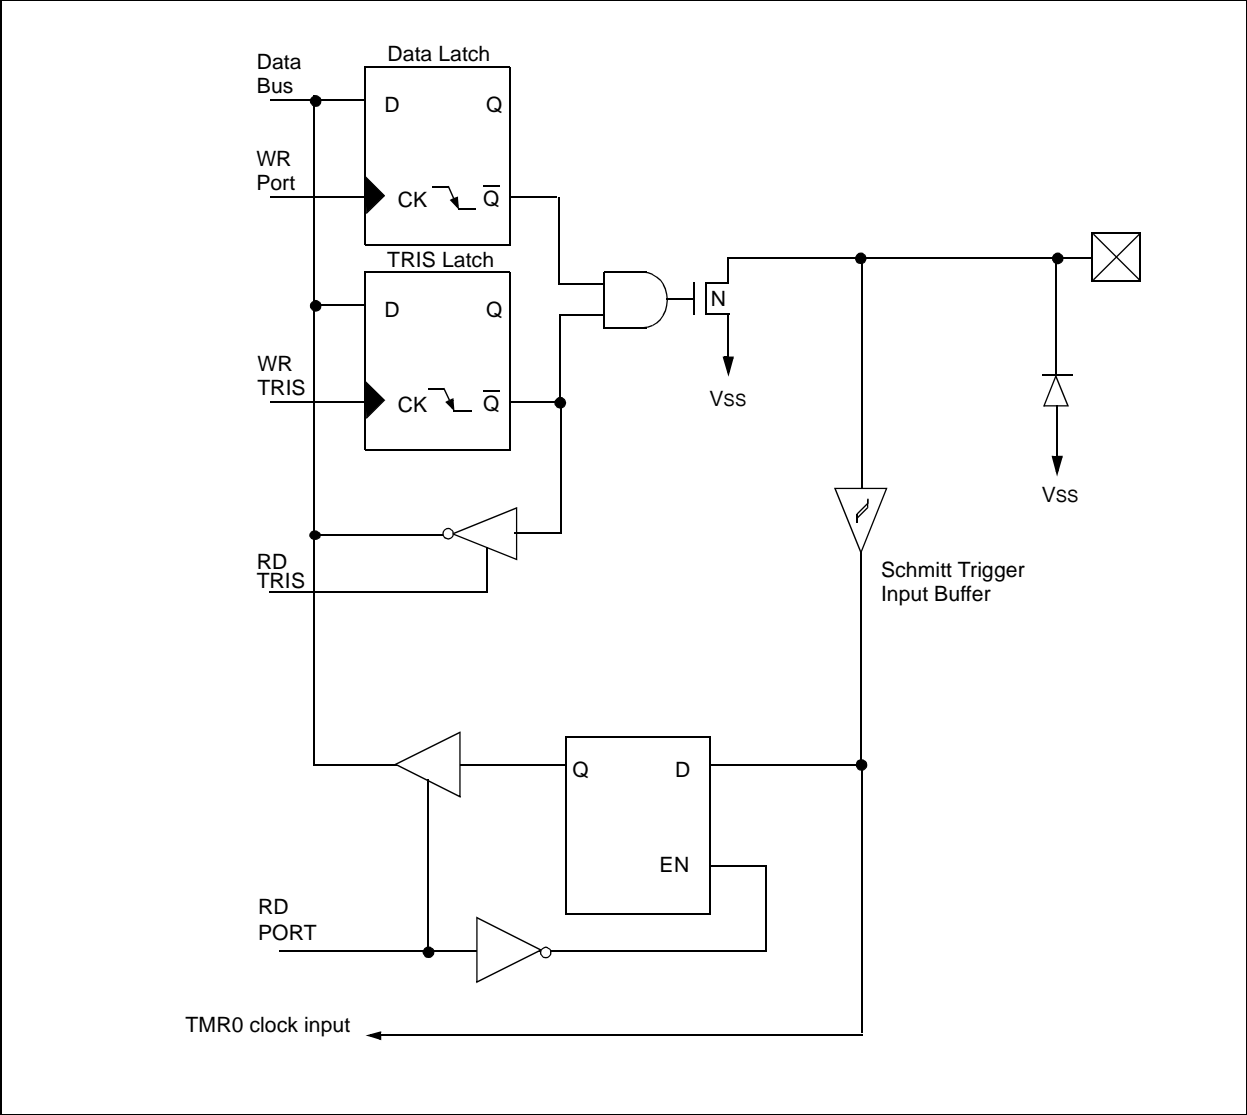 Data Latch
Data
Bus
D
Q
WR
Port
CK
Q̅
TRIS Latch
D
Q
N
WR
TRIS
CK
Q̅
VSS
VSS
RD
TRIS
Schmitt Trigger
Input Buffer
Q
D
EN
RD
PORT
TMR0 clock input